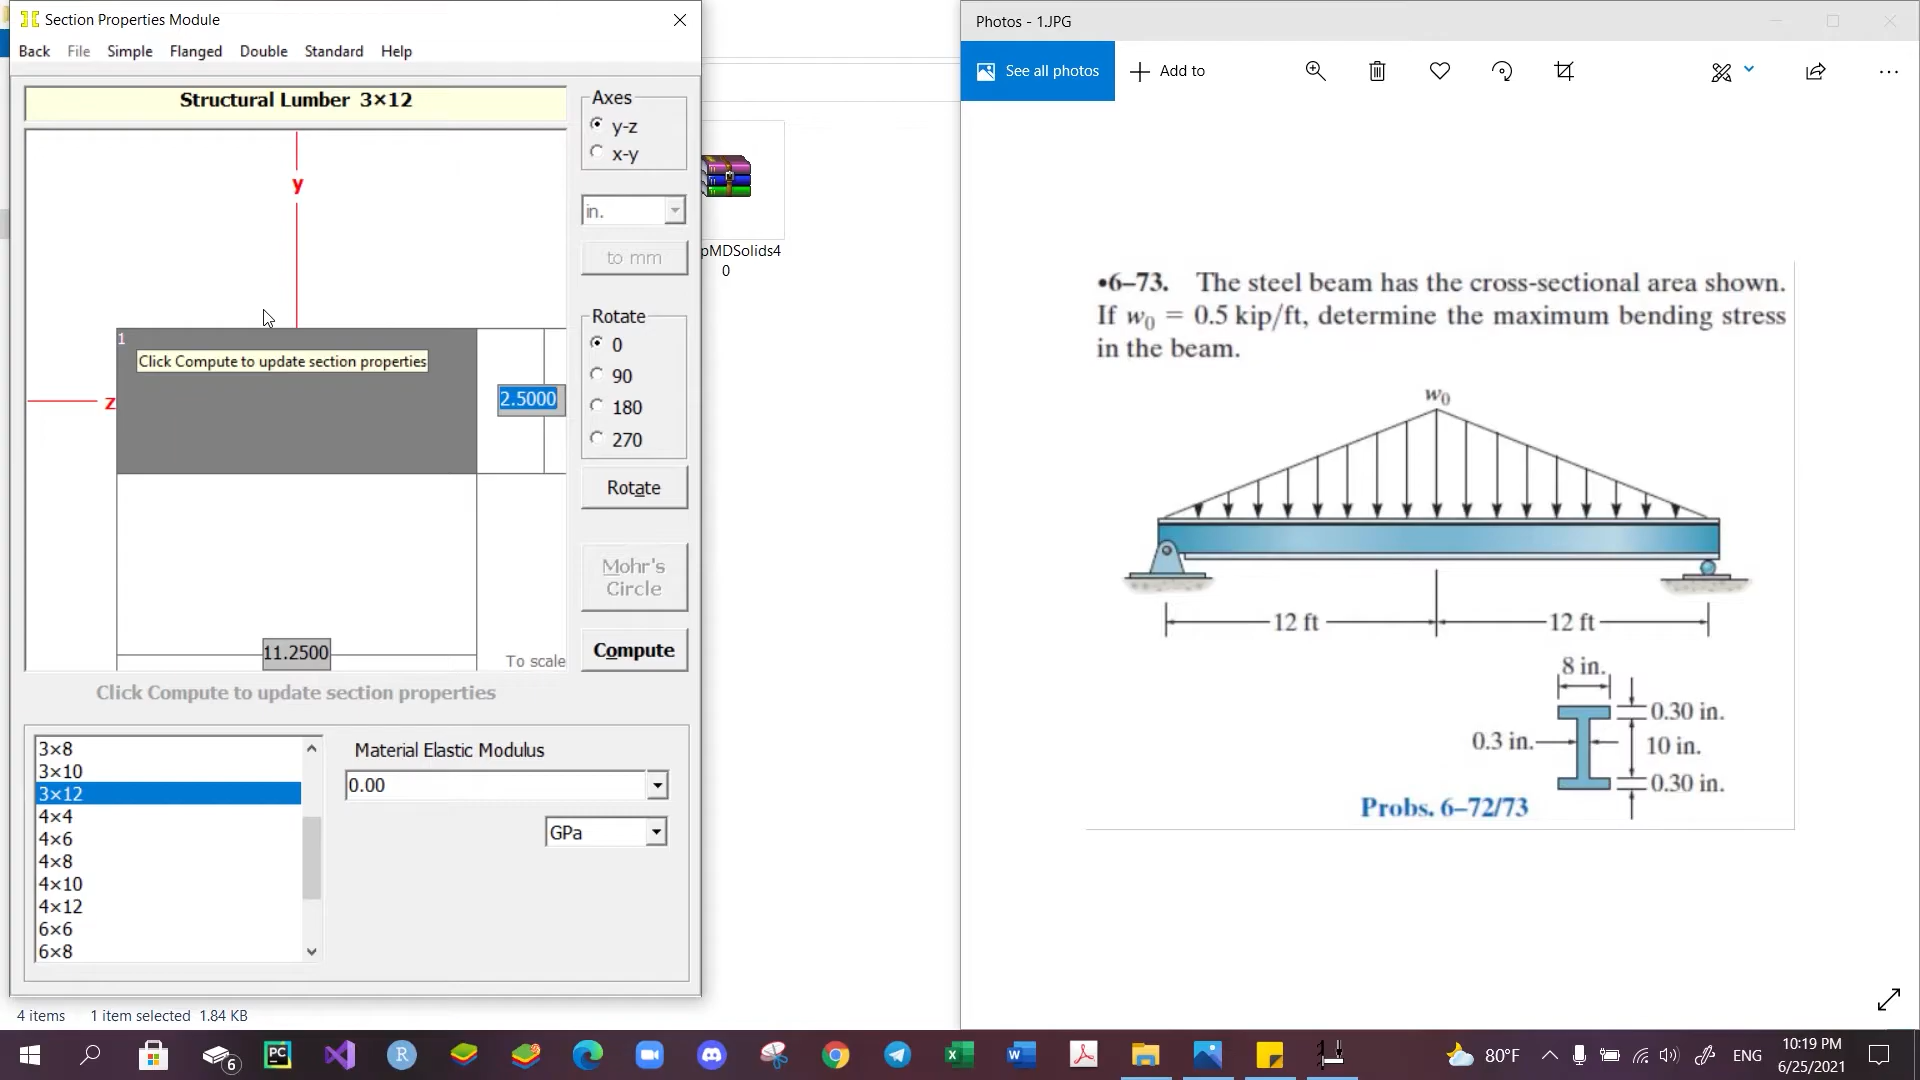 Section Properties Module
Back File Simple Flanged Double Standard Help
Structural Lumber 3×12
y
1
Click Compute to update section properties
z
2.5000
11.2500
To scale
Click Compute to update section properties
Axes
y-z
x-y
in.
to mm
Rotate
0
90
180
270
Rotate
Mohr's
Circle
Compute
3×8
3×10
3×12
4×4
4×6
4×8
4×10
4×12
6×6
6×8
Material Elastic Modulus
0.00
GPa
pMDSolids4
0
4 items 1 item selected 1.84 KB
Photos - 1.JPG
See all photos
Add to
•6–73. The steel beam has the cross-sectional area shown.
If w0 = 0.5 kip/ft, determine the maximum bending stress
in the beam.
w0
12 ft
12 ft
8 in.
0.30 in.
0.3 in.
10 in.
0.30 in.
Probs. 6–72/73
6
PC
R
80°F
ENG
10:19 PM
6/25/2021